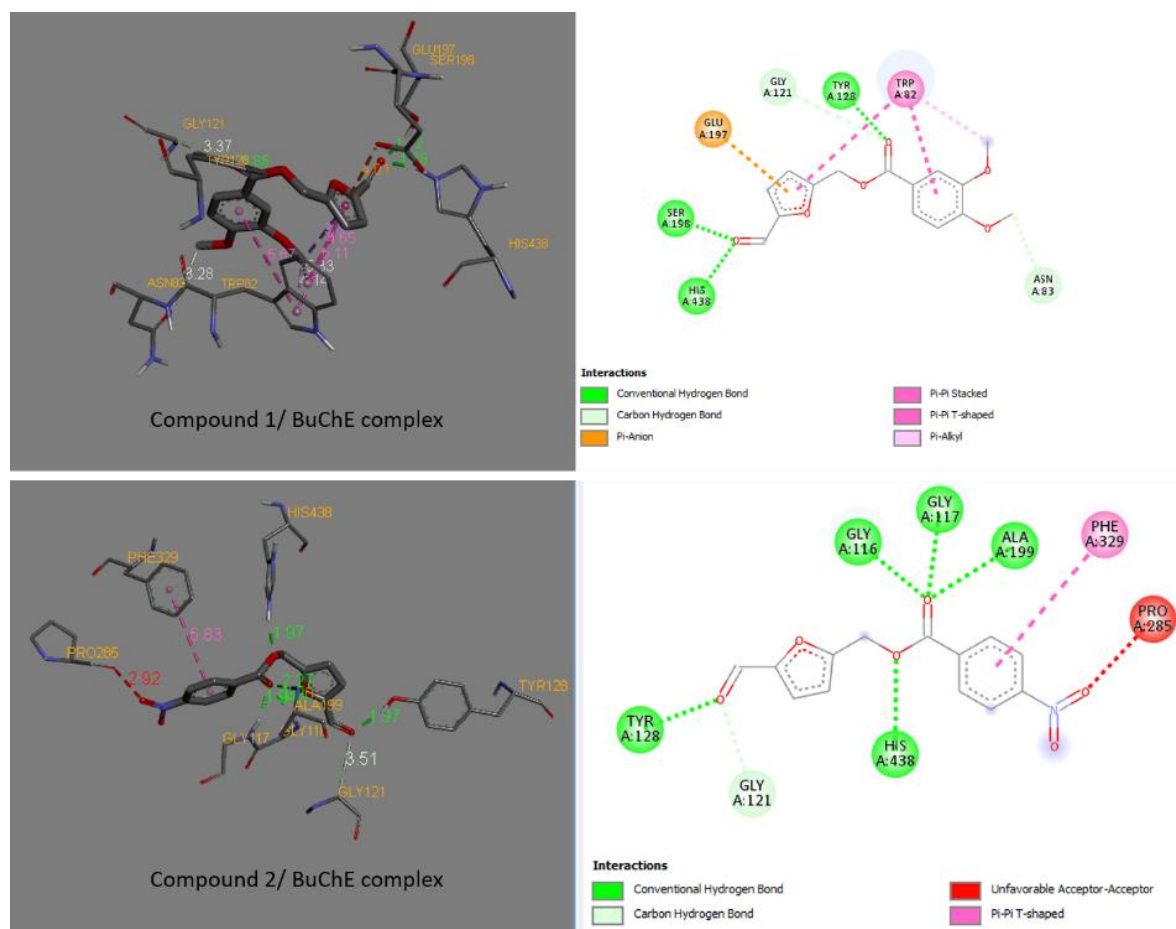 GLU197
SER198
GLY121
3.37
TYR128
HIS438
3.28
ASN83
TRP82
Compound 1/ BuChE complex
GLY
A:121
TYR
A:128
TRP
A:82
GLU
A:197
SER
A:198
HIS
A:438
ASN
A:83
O
O
O
O
O
O
Interactions
Conventional Hydrogen Bond
Carbon Hydrogen Bond
Pi-Anion
Pi-Pi Stacked
Pi-Pi T-shaped
Pi-Alkyl
HIS438
PHE329
1.97
5.83
PRO285
2.92
TYR128
1.97
GLY117
3.51
GLY121
Compound 2/ BuChE complex
GLY
A:116
GLY
A:117
ALA
A:199
PHE
A:329
PRO
A:285
TYR
A:128
GLY
A:121
HIS
A:438
O
O
O
O
N
O
O
Interactions
Conventional Hydrogen Bond
Carbon Hydrogen Bond
Unfavorable Acceptor-Acceptor
Pi-Pi T-shaped